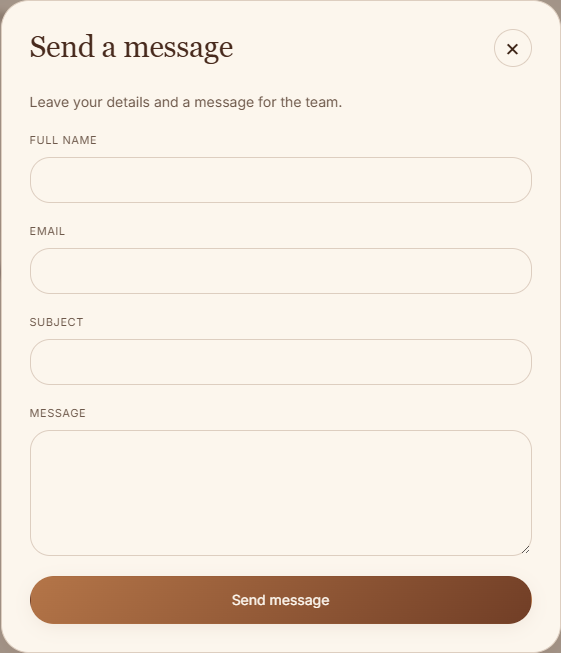 Send a message
Leave your details and a message for the team.
FULL NAME
EMAIL
SUBJECT
MESSAGE
Send message